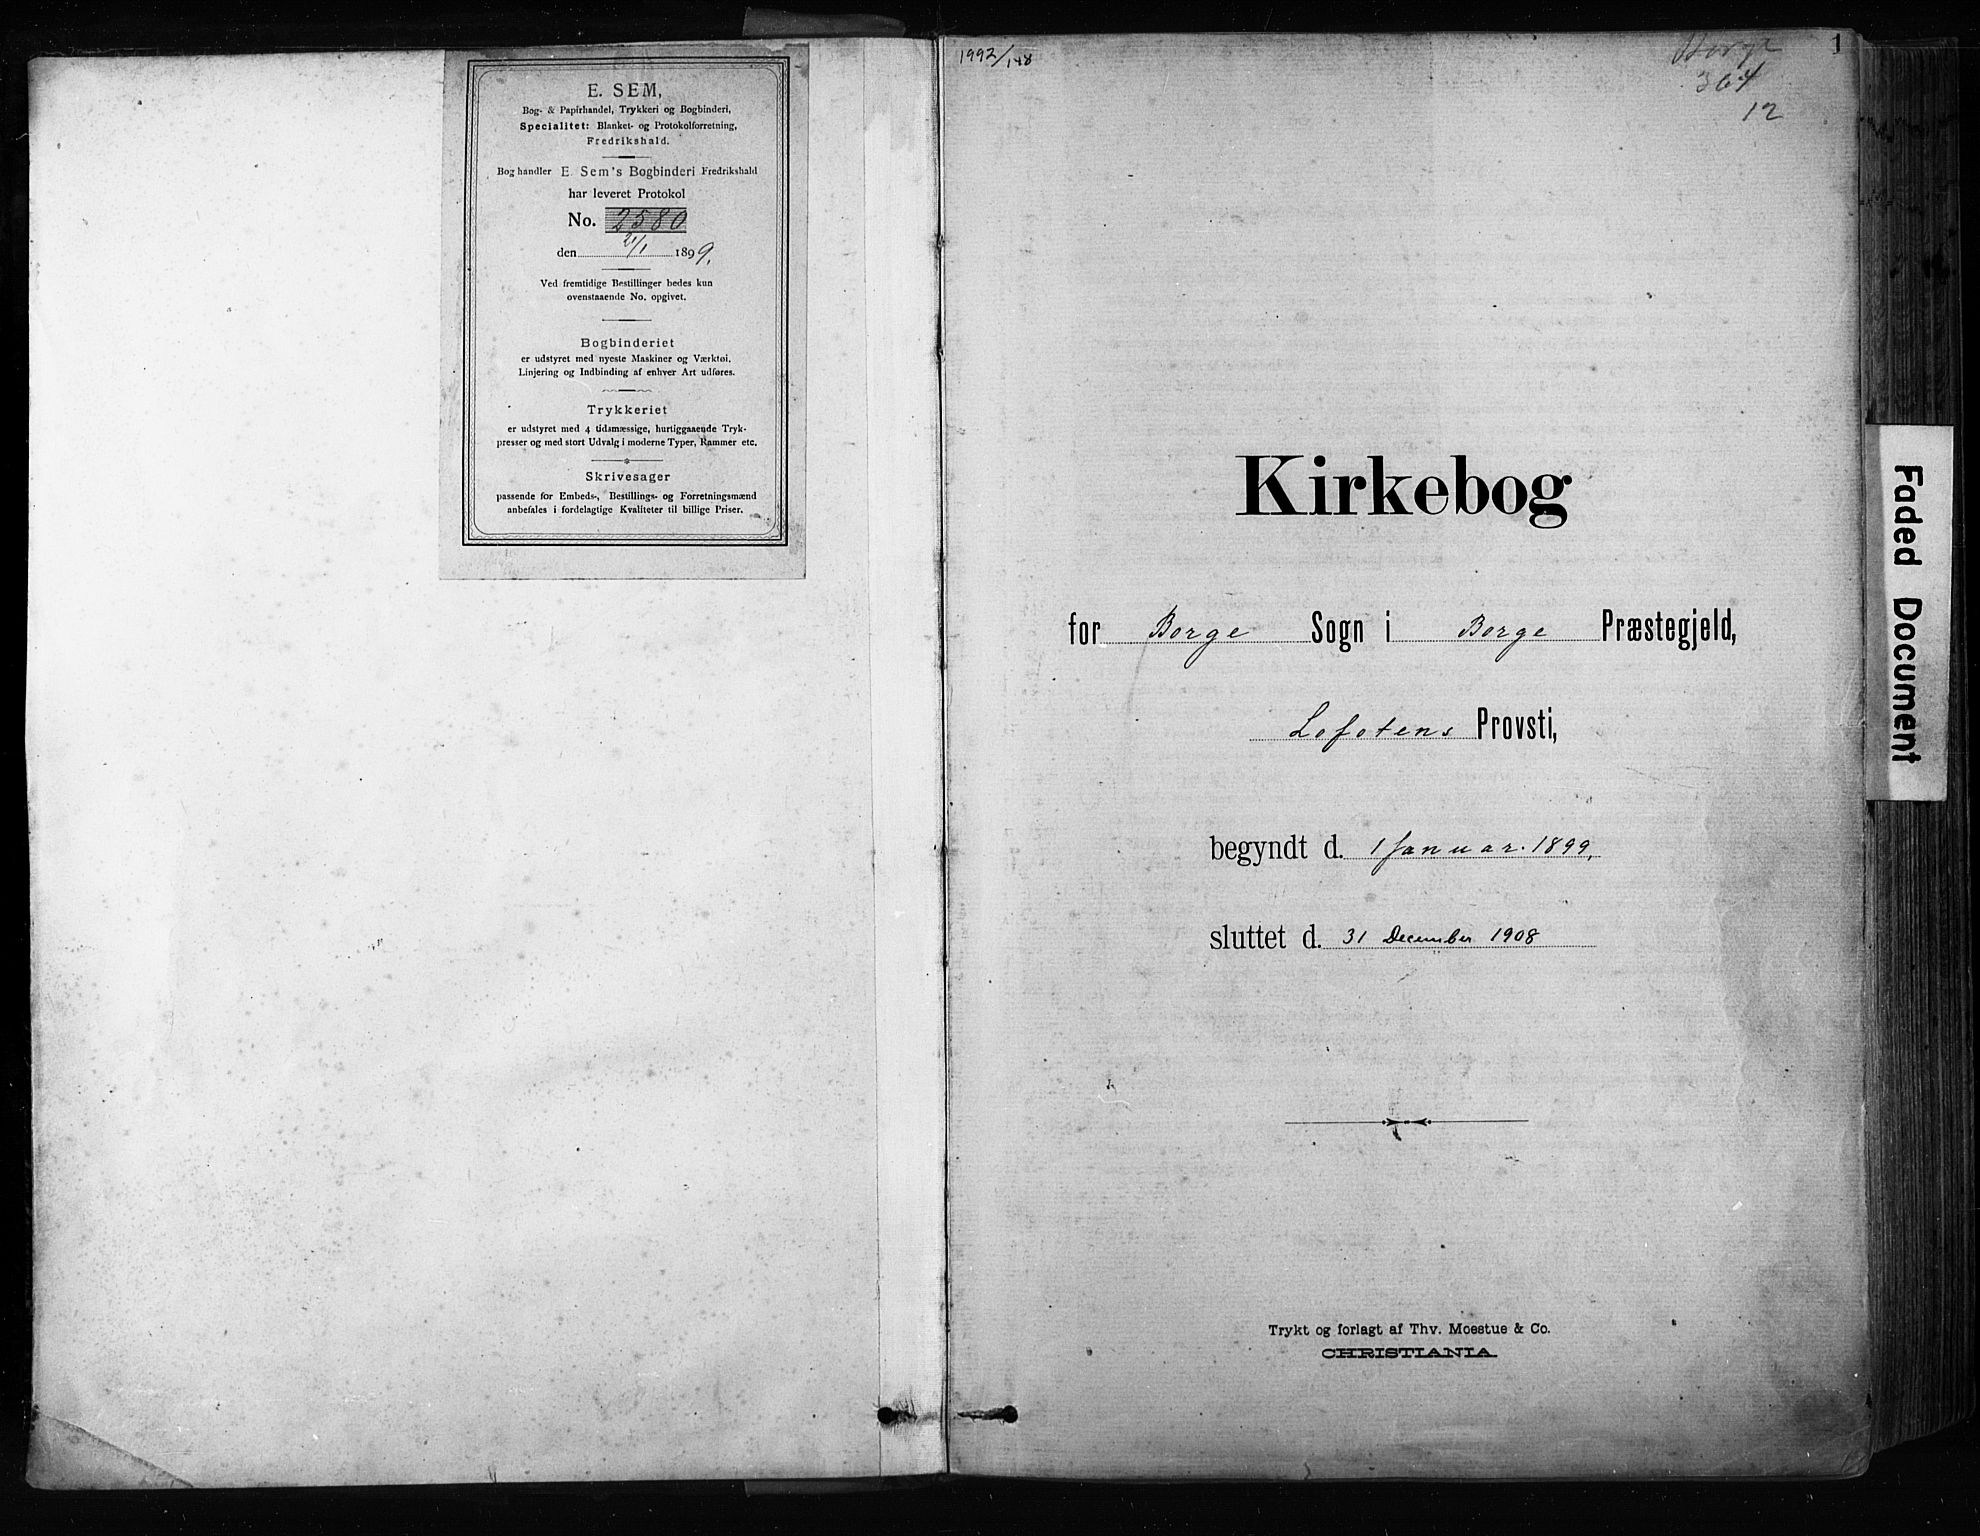 E. SEM,
Bog- & Papirhandel, Trykkeri og Bogbinderi,
Specialitet: Blanket- og Protokolforretning,
Fredrikshald.
Boghandler E. Sem's Bogbinderi Fredrikshald
har leveret Protokol
No. 2580
den 21/1 1899.
Ved fremtidige Bestillinger bedes kun
ovenstaaende No. opgivet.
Bogbinderiet
er udstyret med nyeste Maskiner og Værktøi.
Linjering og Indbinding af enhver Art udføres.
Trykkeriet
er udstyret med 4 tidsmæssige, hurtiggaaende Tryk-
presser og med stort Udvalg i moderne Typer, Rammer etc.
Skrivesager
passende for Embeds-, Bestillings- og Forretningsmænd
anbefales i fordelagtige Kvaliteter til billige Priser.
1992/148
Borge
364
12
1
Kirkebog
for Borge Sogn i Borge Præstegjeld,
Lofotens Provsti,
begyndt d. 1 Januar. 1899.
sluttet d. 31 December 1908
Trykt og forlagt af Thv. Moestue & Co.
CHRISTIANIA
Faded Document